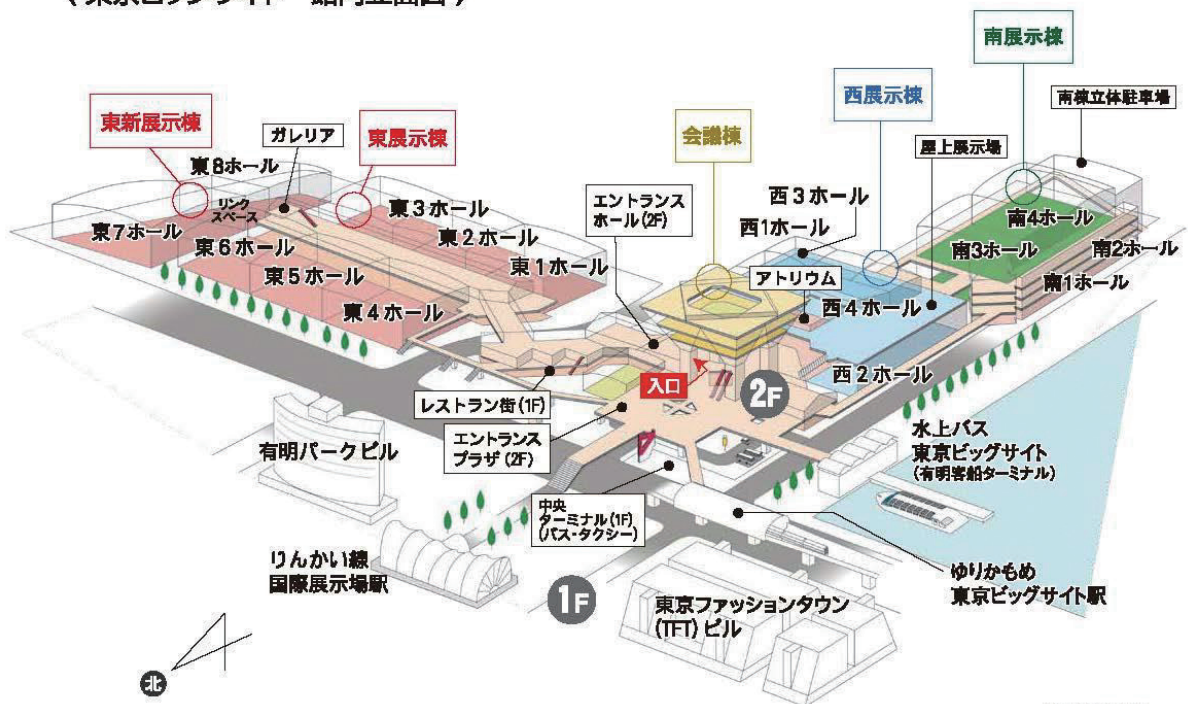 南展示棟
西展示棟
南棟立体駐車場
東新展示棟
ガレリア
東展示棟
会議棟
屋上展示場
東8ホール
エントランス
ホール(2F)
西3ホール
リンク
スペース
東3ホール
西1ホール
南4ホール
東7ホール
東6ホール
東2ホール
南3ホール
南2ホール
東5ホール
東1ホール
アトリウム
南1ホール
東4ホール
西4ホール
入口
2F
西2ホール
レストラン街(1F)
エントランス
プラザ(2F)
有明パークビル
水上バス
東京ビッグサイト
(有明客船ターミナル)
中央
ターミナル(1F)
(バス・タクシー)
りんかい線
国際展示場駅
1F
東京ファッションタウン
(TFT)ビル
ゆりかもめ
東京ビッグサイト駅
北